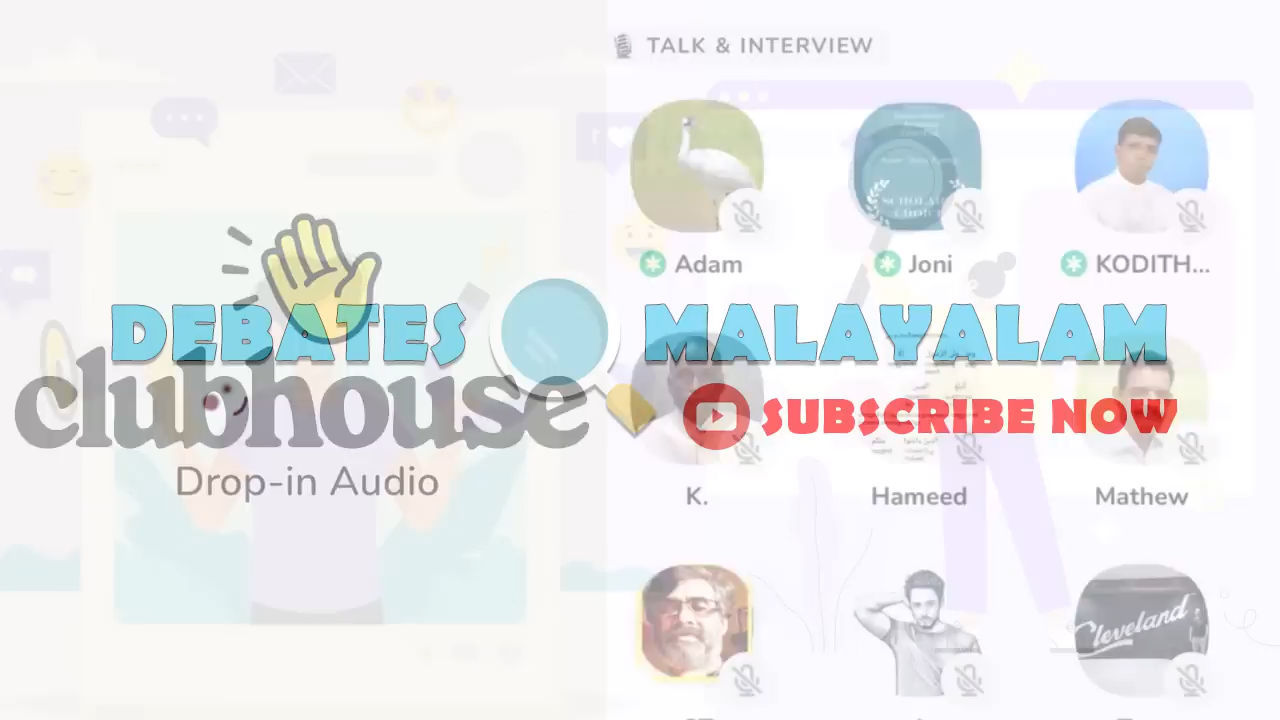 TALK & INTERVIEW
Adam
Joni
KODITH...
DEBATES MALAYALAM
clubhouse
SUBSCRIBE NOW
Drop-in Audio
K.
Hameed
Mathew
Cleveland